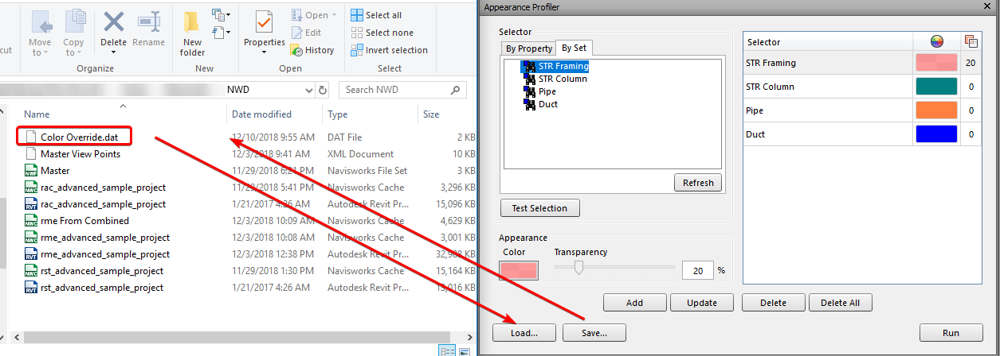 Move to
Copy to
Delete
Rename
New folder
Properties
Open
Edit
History
Select all
Select none
Invert selection
cut
Organize
New
Open
Select
NWD
Search NWD
Name Date modified Type Size
Color Override.dat 12/10/2018 9:55 AM DAT File 2 KB
Master View Points 12/3/2018 9:41 AM XML Document 10 KB
Master 11/29/2018 6:21 PM Navisworks File Set 3 KB
rac_advanced_sample_project 11/29/2018 5:41 PM Navisworks Cache 3,296 KB
rac_advanced_sample_project 1/21/2017 4:26 AM Autodesk Revit Pr... 15,096 KB
rme From Combined 12/3/2018 10:09 AM Navisworks Cache 4,629 KB
rme_advanced_sample_project 12/3/2018 10:08 AM Navisworks Cache 3,001 KB
rme_advanced_sample_project 12/3/2018 12:38 PM Autodesk Revit Pr... KB
rst_advanced_sample_project 11/29/2018 1:30 PM Navisworks Cache 15,164 KB
rst_advanced_sample_project 1/21/2017 4:26 AM Autodesk Revit Pr... KB
Appearance Profiler
Selector
By Property By Set
STR Framing
STR Column
Pipe
Duct
Refresh
Test Selection
Appearance
Color Transparency
20 %
Selector
STR Framing 20
STR Column 0
Pipe 0
Duct 0
Add Update Delete Delete All
Load... Save... Run